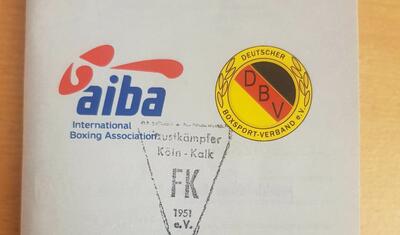 aiba
International
Boxing Association
DEUTSCHER
DBV
BOXSPORT-VERBAND e.V.
Faustkämpfer
Köln - Kalk
FK
1951
e.V.